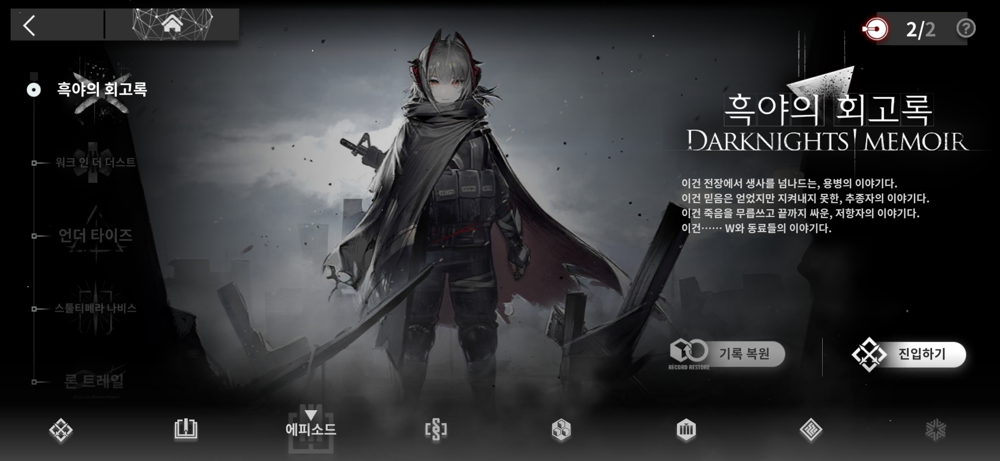 2/2
?
흑야의 회고록
워크 인 더 더스트
언더 타이즈
스툴티페라 나비스
론 트레일
Rhine Lab Pioneer Project
흑야의 회고록
DARKNIGHTS MEMOIR
이건 전장에서 생사를 넘나드는, 용병의 이야기다.
이건 믿음은 얻었지만 지켜내지 못한, 추종자의 이야기다.
이건 죽음을 무릅쓰고 끝까지 싸운, 저항자의 이야기다.
이건…… W와 동료들의 이야기다.
기록 복원
RECORD RESTORE
진입하기
에피소드